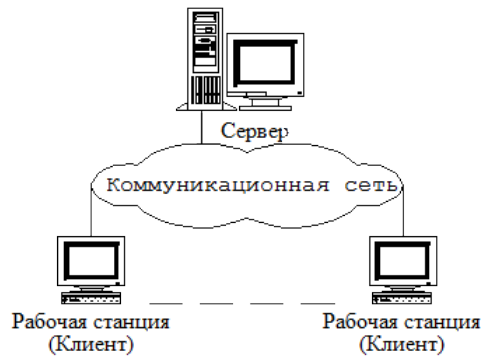 Сервер
Коммуникационная сеть
Рабочая станция
(Клиент)
Рабочая станция
(Клиент)